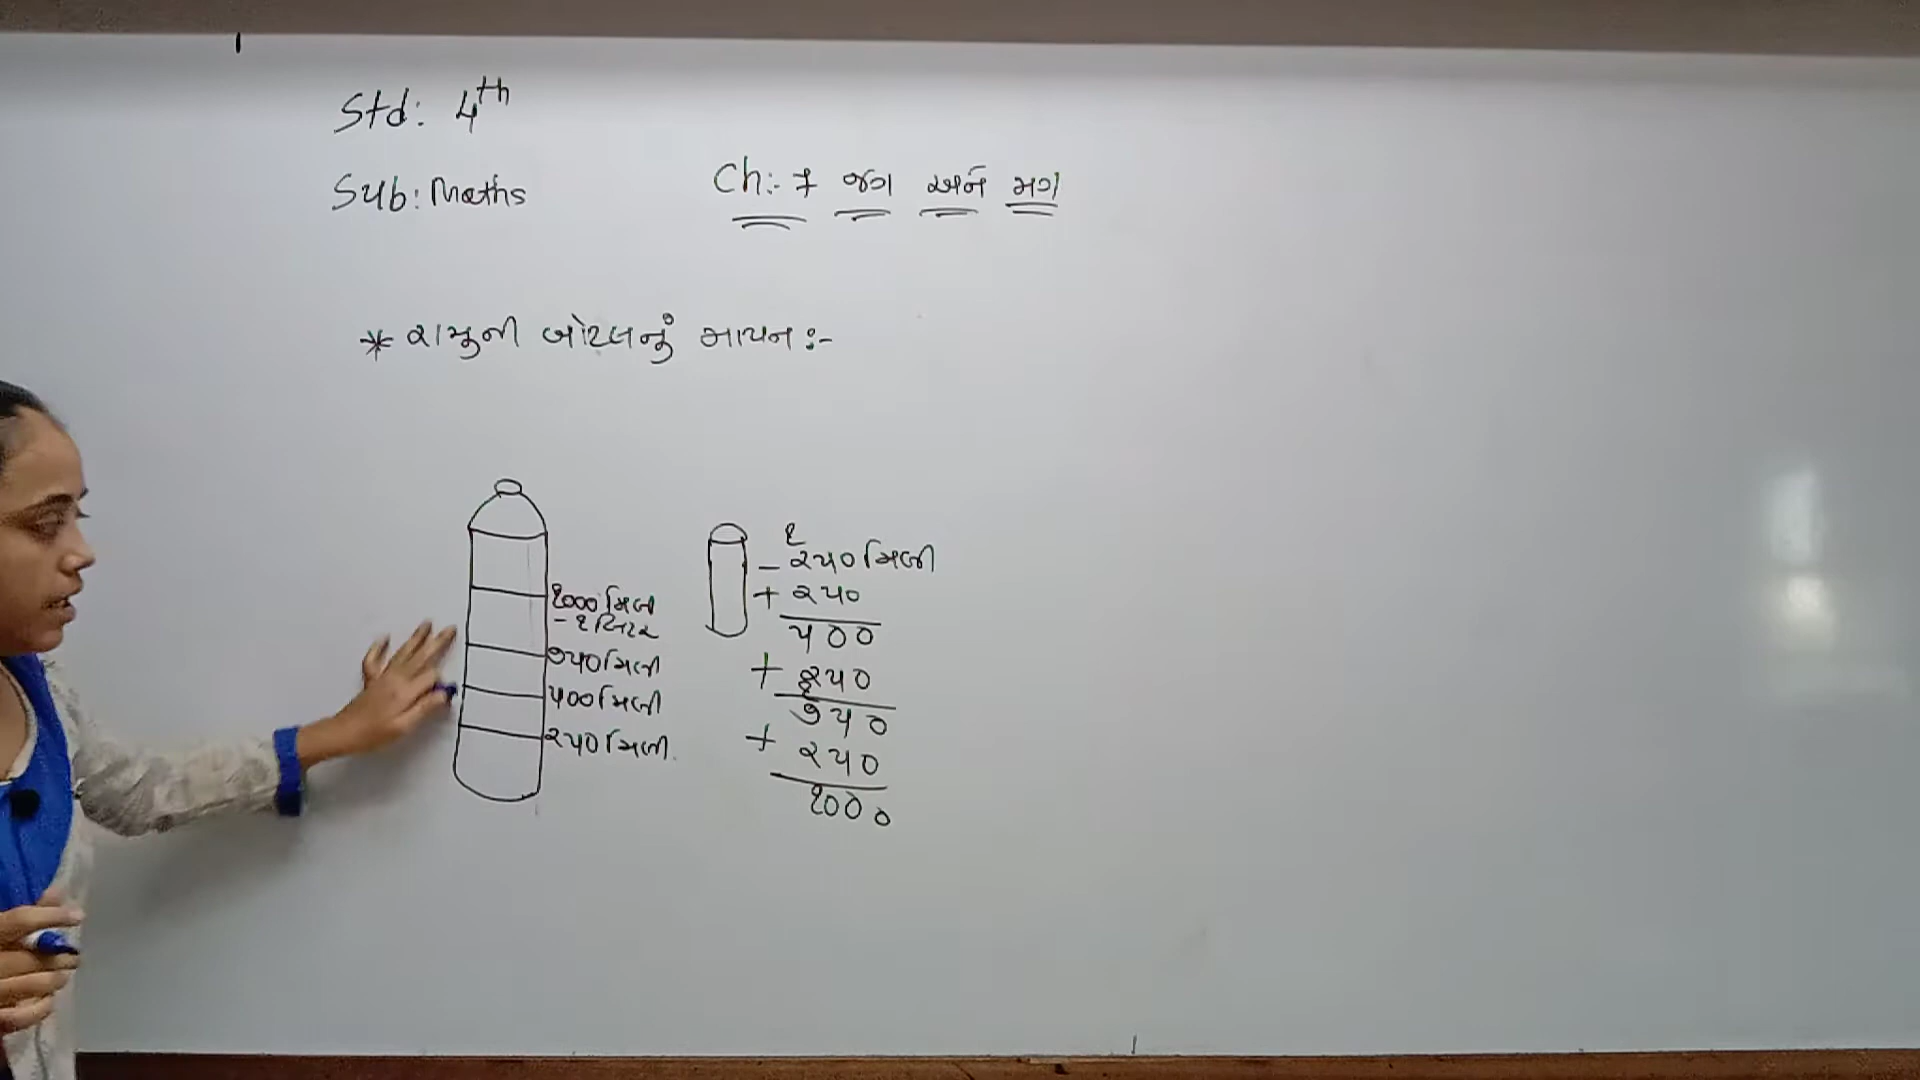 Std: 4th
Sub: Maths
Ch:- 7 જગ અને મગ
* રામુની બોટલનું માપન :-
૧૦૦૦ મિલી
- ૧ લિટર
૭૫૦ મિલી
૫૦૦ મિલી
૨૫૦ મિલી.
૧
- ૨૫૦ મિલી
+ ૨૫૦
૫૦૦
+ ૨૫૦
૭૫૦
+ ૨૫૦
૧૦૦૦